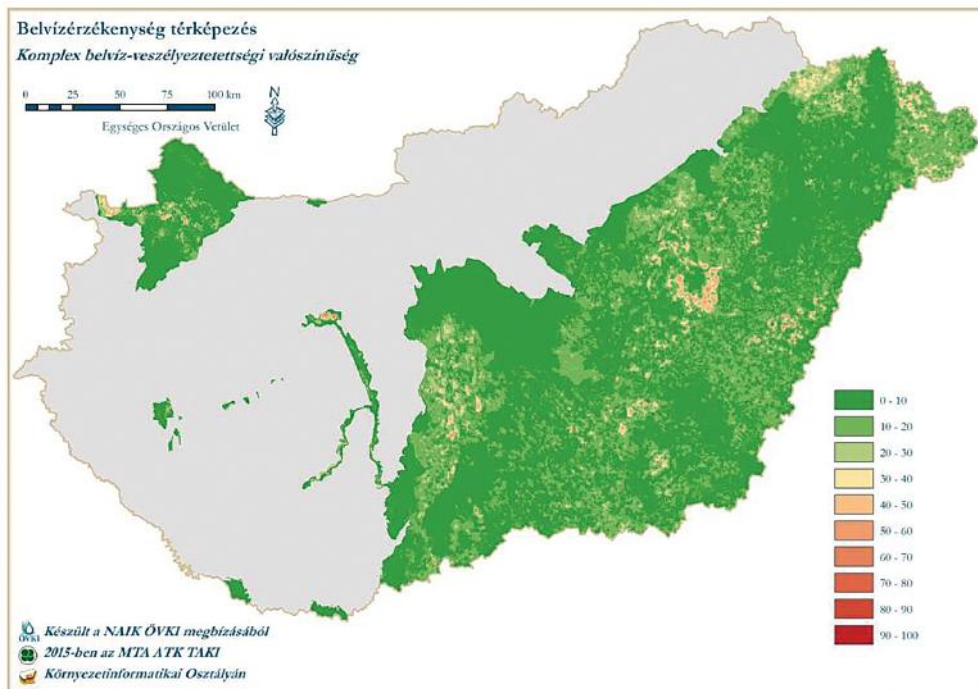 Belvízérzékenység térképezés
Komplex belvíz-veszélyeztetettségi valószínűség
0 25 50 75 100 km
N
Egységes Országos Vetület
0 - 10
10 - 20
20 - 30
30 - 40
40 - 50
50 - 60
60 - 70
70 - 80
80 - 90
90 - 100
ÖVKI Készült a NAIK ÖVKI megbízásából
2015-ben az MTA ATK TAKI
Környezetinformatikai Osztályán